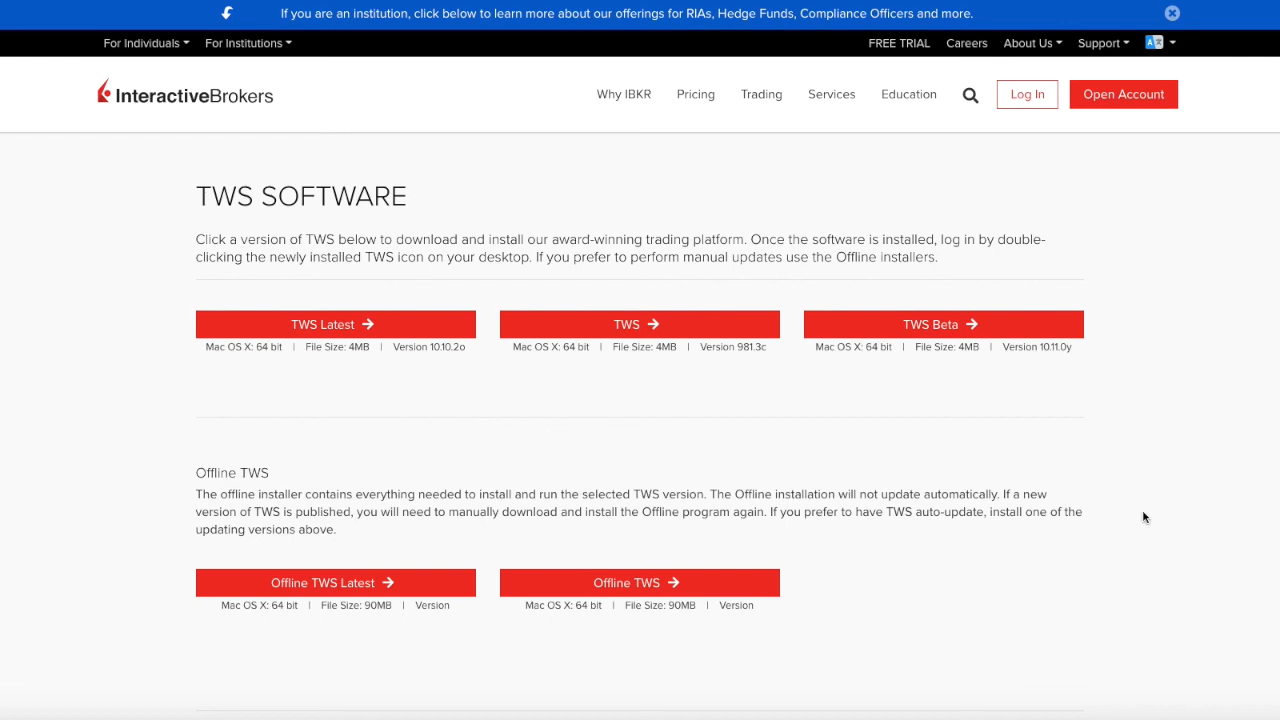 If you are an institution, click below to learn more about our offerings for RIAs, Hedge Funds, Compliance Officers and more.
For Individuals For Institutions FREE TRIAL Careers About Us Support
InteractiveBrokers Why IBKR Pricing Trading Services Education Log In Open Account
TWS SOFTWARE
Click a version of TWS below to download and install our award-winning trading platform. Once the software is installed, log in by double-
clicking the newly installed TWS icon on your desktop. If you prefer to perform manual updates use the Offline installers.
TWS Latest → TWS → TWS Beta →
Mac OS X: 64 bit | File Size: 4MB | Version 10.10.2o Mac OS X: 64 bit | File Size: 4MB | Version 981.3c Mac OS X: 64 bit | File Size: 4MB | Version 10.11.0y
Offline TWS
The offline installer contains everything needed to install and run the selected TWS version. The Offline installation will not update automatically. If a new
version of TWS is published, you will need to manually download and install the Offline program again. If you prefer to have TWS auto-update, install one of the
updating versions above.
Offline TWS Latest → Offline TWS →
Mac OS X: 64 bit | File Size: 90MB | Version Mac OS X: 64 bit | File Size: 90MB | Version